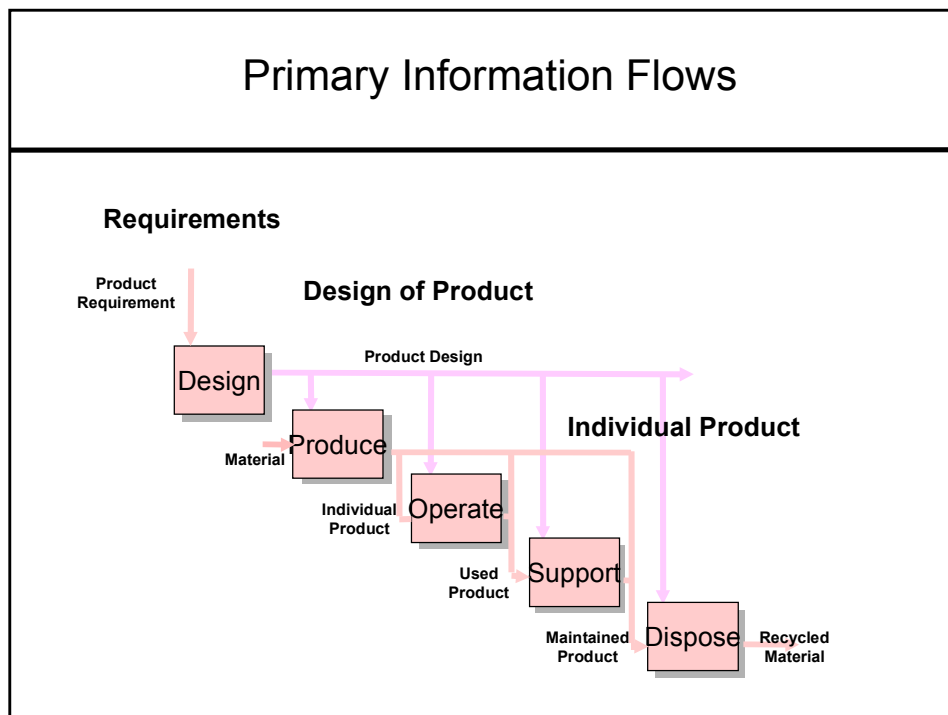 Primary Information Flows
Requirements
Product
Requirement
Design of Product
Design
Product Design
Produce
Material
Individual Product
Individual
Product
Operate
Used
Product
Support
Maintained
Product
Dispose
Recycled
Material